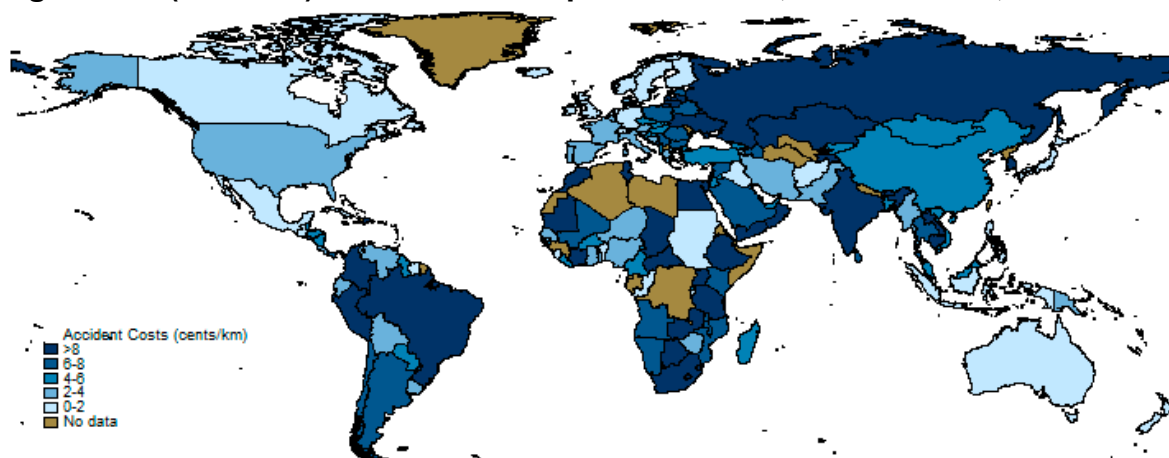 Accident Costs (cents/km)
>8
6-8
4-6
2-4
0-2
No data